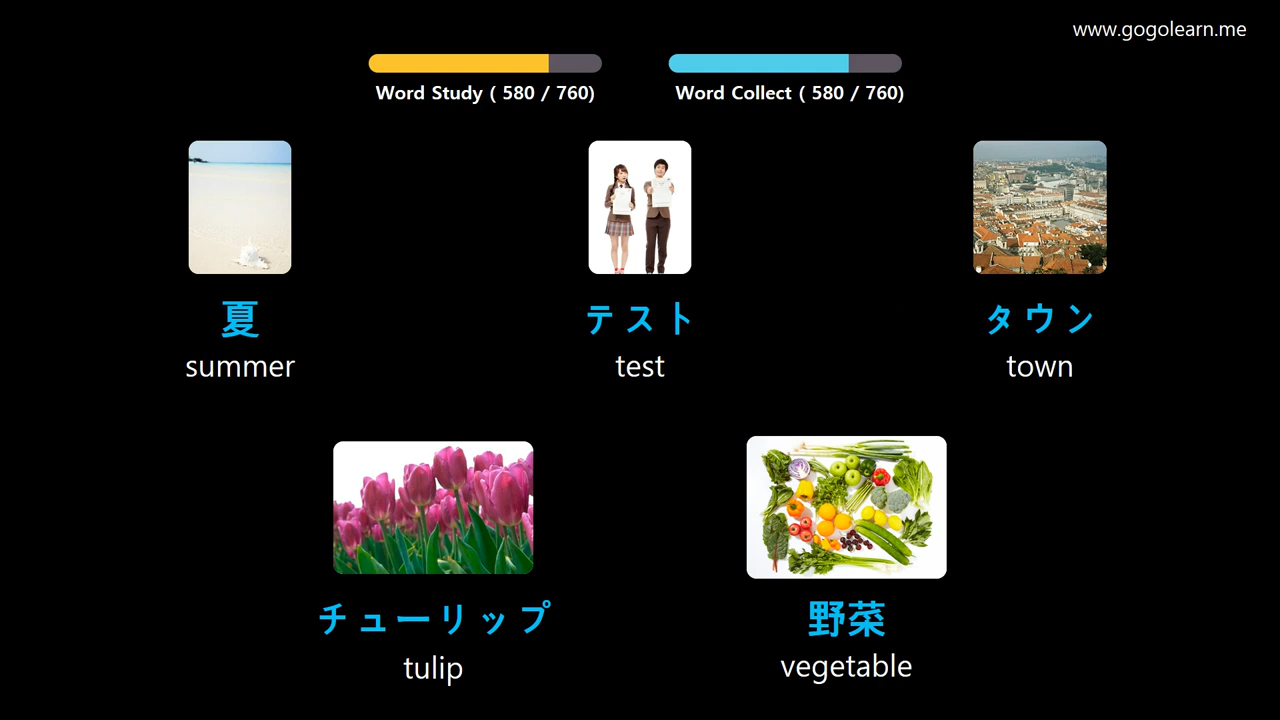 www.gogolearn.me
Word Study ( 580 / 760)
Word Collect ( 580 / 760)
夏
summer
テスト
test
タウン
town
チューリップ
tulip
野菜
vegetable